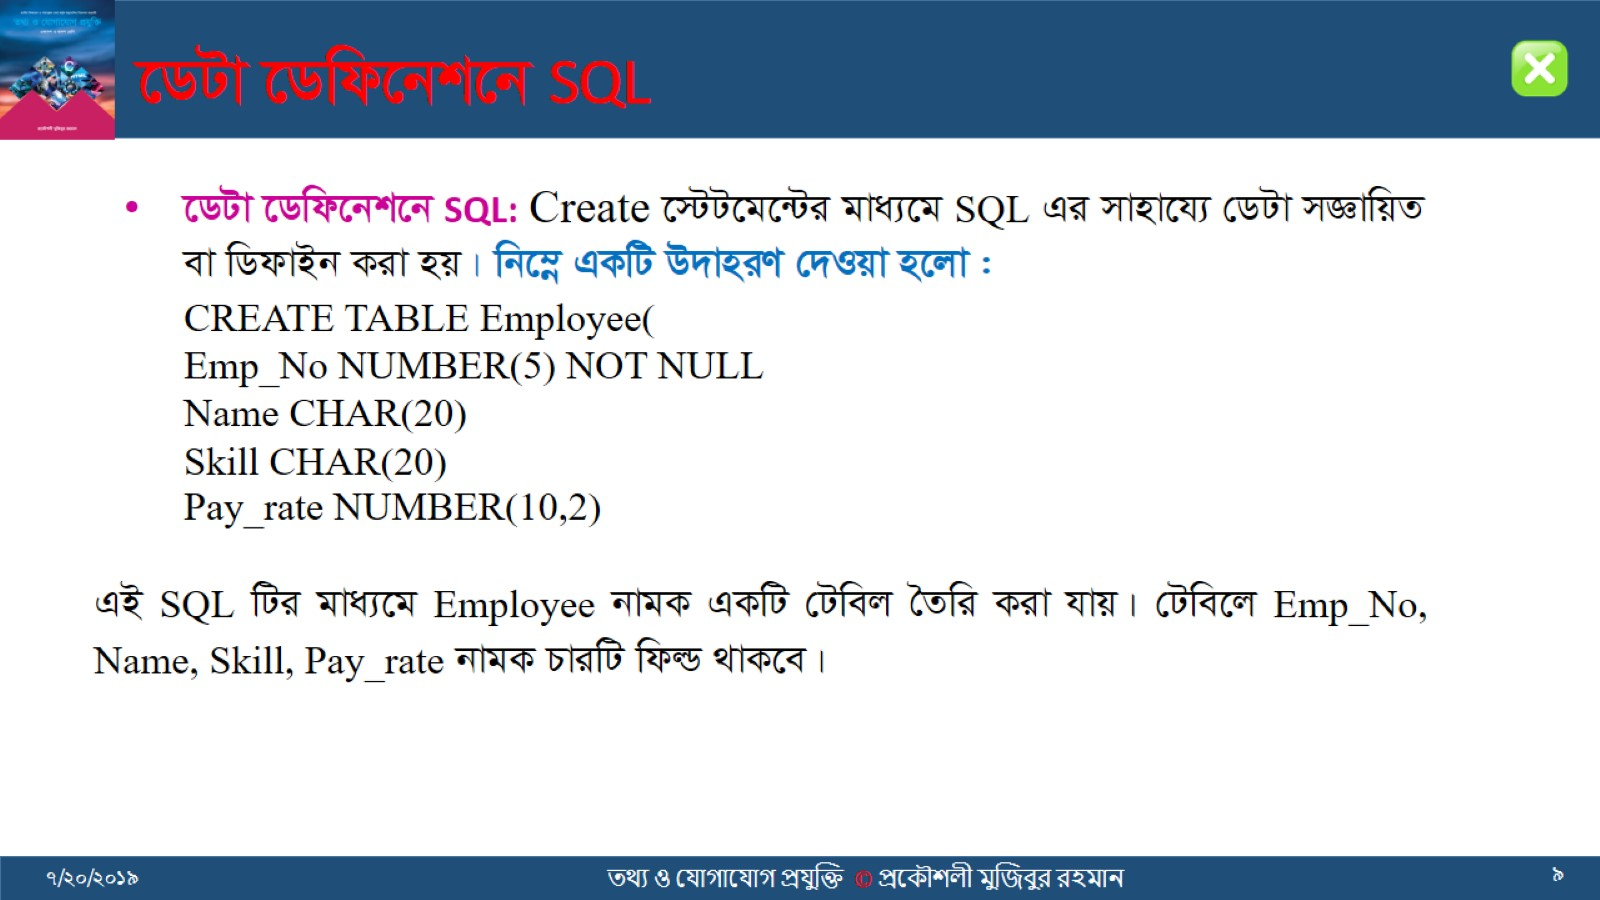 তথ্য ও যোগাযোগ প্রযুক্তি
ডেটা ডেফিনেশনে SQL
• ডেটা ডেফিনেশনে SQL: Create স্টেটমেন্টের মাধ্যমে SQL এর সাহায্যে ডেটা সজ্ঞায়িত
বা ডিফাইন করা হয়। নিম্নে একটি উদাহরণ দেওয়া হলো :
CREATE TABLE Employee(
Emp_No NUMBER(5) NOT NULL
Name CHAR(20)
Skill CHAR(20)
Pay_rate NUMBER(10,2)
এই SQL টির মাধ্যমে Employee নামক একটি টেবিল তৈরি করা যায়। টেবিলে Emp_No,
Name, Skill, Pay_rate নামক চারটি ফিল্ড থাকবে।
৭/২০/২০১৯ তথ্য ও যোগাযোগ প্রযুক্তি © প্রকৌশলী মুজিবুর রহমান ৯